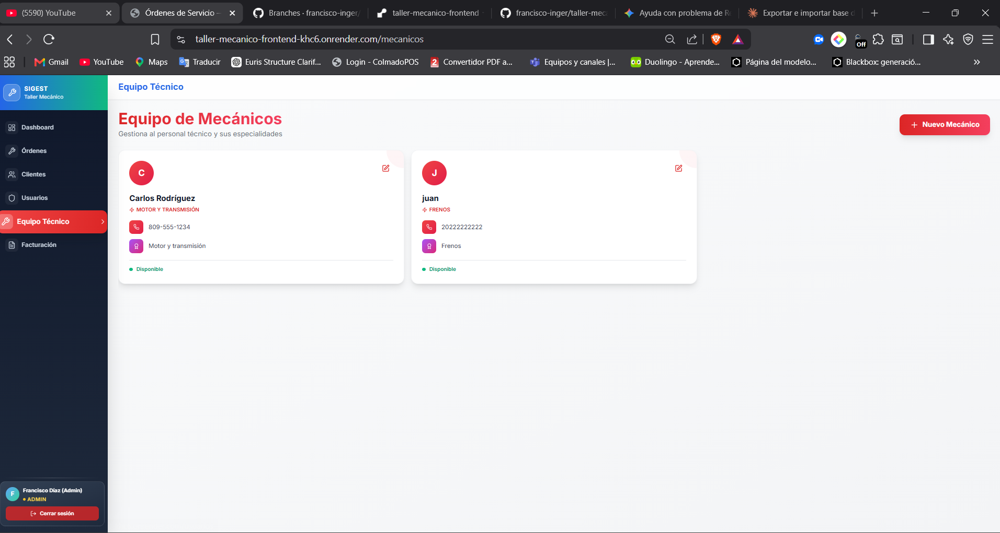 (5590) YouTube
Órdenes de Servicio –
Branches · francisco-inger/
taller-mecanico-frontend
francisco-inger/taller-meca
Ayuda con problema de Re
Exportar e importar base d
taller-mecanico-frontend-khc6.onrender.com/mecanicos
Off
Gmail
YouTube
Maps
Traducir
Euris Structure Clarif...
Login - ColmadoPOS
Convertidor PDF a...
Equipos y canales |...
Duolingo - Aprende...
Página del modelo...
Blackbox: generació...
SIGEST
Taller Mecánico
Dashboard
Órdenes
Clientes
Usuarios
Equipo Técnico
Facturación
Francisco Díaz (Admin)
ADMIN
Cerrar sesión
Equipo Técnico
Equipo de Mecánicos
Gestiona al personal técnico y sus especialidades
Nuevo Mecánico
C
Carlos Rodríguez
MOTOR Y TRANSMISIÓN
809-555-1234
Motor y transmisión
Disponible
J
juan
FRENOS
20222222222
Frenos
Disponible
F